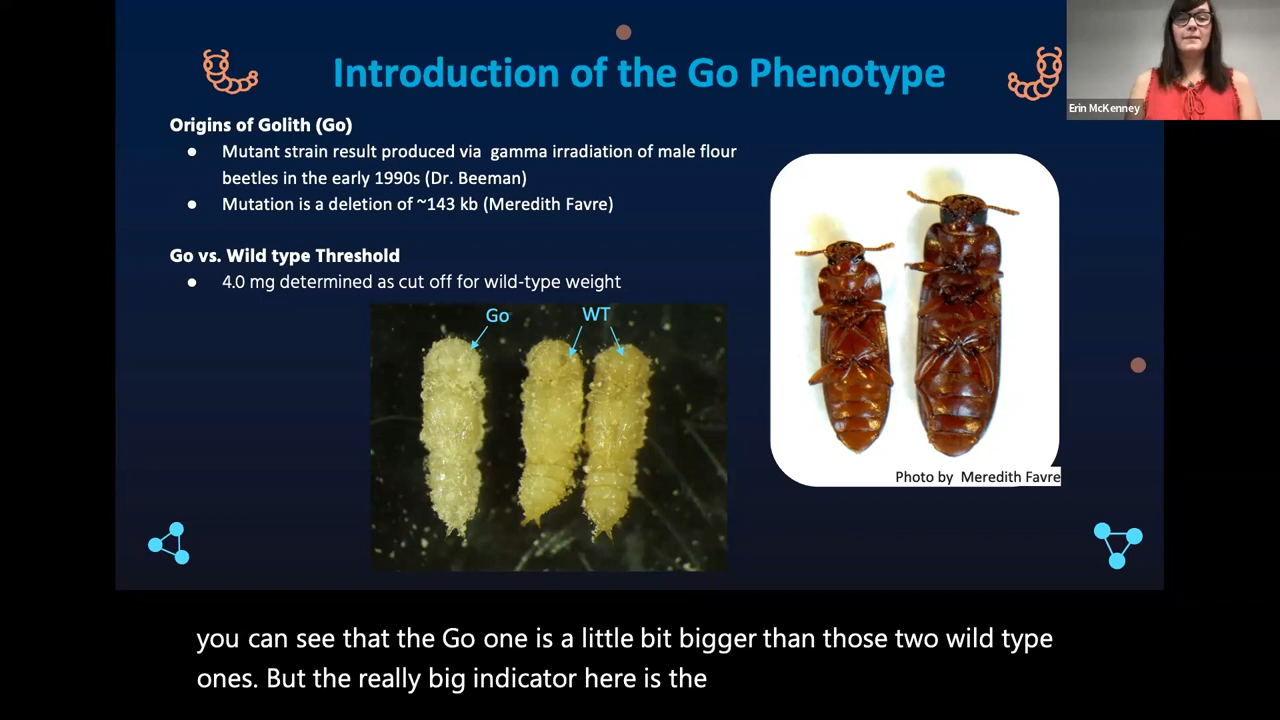 Introduction of the Go Phenotype
Erin McKenney
Origins of Golith (Go)
● Mutant strain result produced via gamma irradiation of male flour
beetles in the early 1990s (Dr. Beeman)
● Mutation is a deletion of ~143 kb (Meredith Favre)
Go vs. Wild type Threshold
● 4.0 mg determined as cut off for wild-type weight
Go
WT
Photo by Meredith Favre
you can see that the Go one is a little bit bigger than those two wild type
ones. But the really big indicator here is the